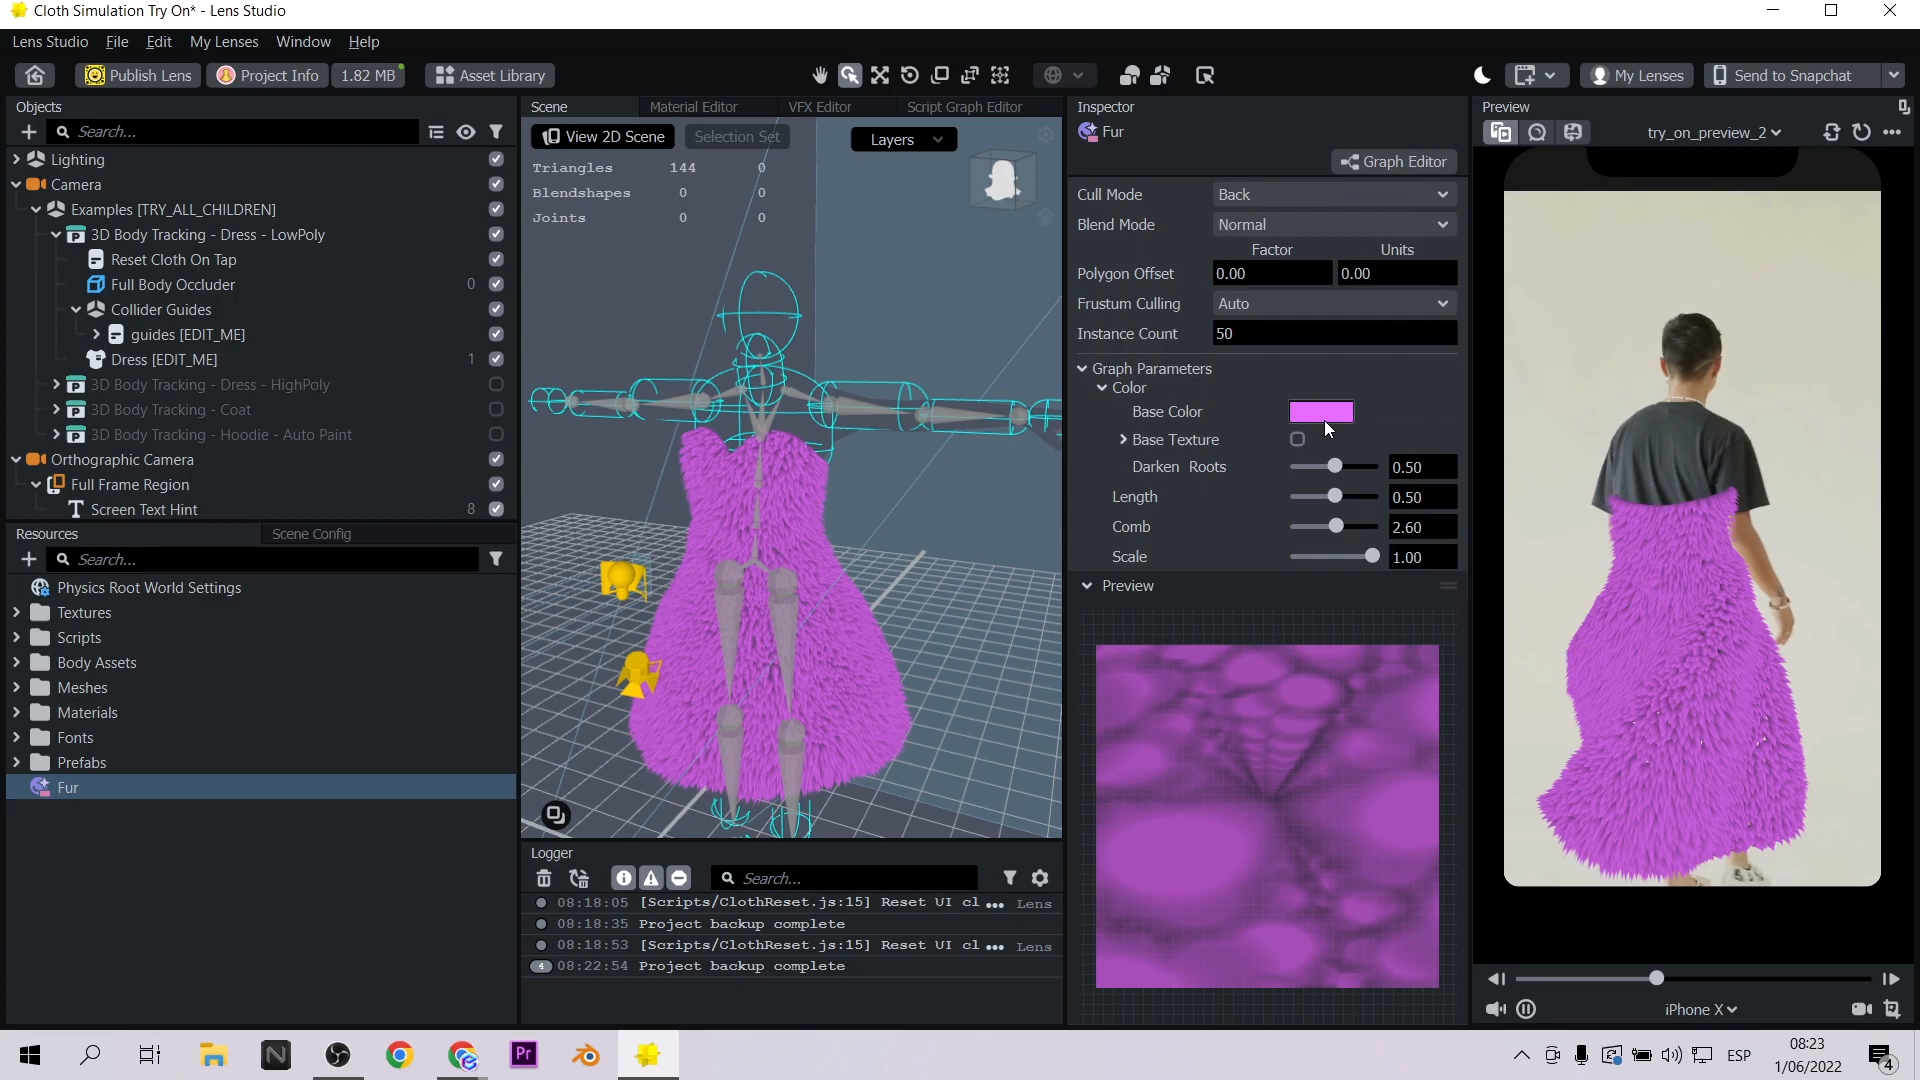 Cloth Simulation Try On* - Lens Studio
Lens Studio File Edit My Lenses Window Help
Publish Lens Project Info 1.82 MB Asset Library My Lenses Send to Snapchat
Objects
Search...
Lighting
Camera
Examples [TRY_ALL_CHILDREN]
3D Body Tracking - Dress - LowPoly
Reset Cloth On Tap
Full Body Occluder 0
Collider Guides
guides [EDIT_ME]
Dress [EDIT_ME] 1
3D Body Tracking - Dress - HighPoly
3D Body Tracking - Coat
3D Body Tracking - Hoodie - Auto Paint
Orthographic Camera
Full Frame Region
Screen Text Hint 8
Resources Scene Config
Search...
Physics Root World Settings
Textures
Scripts
Body Assets
Meshes
Materials
Fonts
Prefabs
Fur
Scene Material Editor VFX Editor Script Graph Editor
View 2D Scene Selection Set Layers
Triangles 144 0
Blendshapes 0 0
Joints 0 0
Logger
Search...
08:18:05 [Scripts/ClothReset.js:15] Reset UI cl ... Lens
08:18:35 Project backup complete
08:18:53 [Scripts/ClothReset.js:15] Reset UI cl ... Lens
4 08:22:54 Project backup complete
Inspector
Fur
Graph Editor
Cull Mode Back
Blend Mode Normal
Factor Units
Polygon Offset 0.00 0.00
Frustum Culling Auto
Instance Count 50
Graph Parameters
Color
Base Color
Base Texture
Darken Roots 0.50
Length 0.50
Comb 2.60
Scale 1.00
Preview
Preview
try_on_preview_2
iPhone X
Pr
ESP
08:23
1/06/2022
4